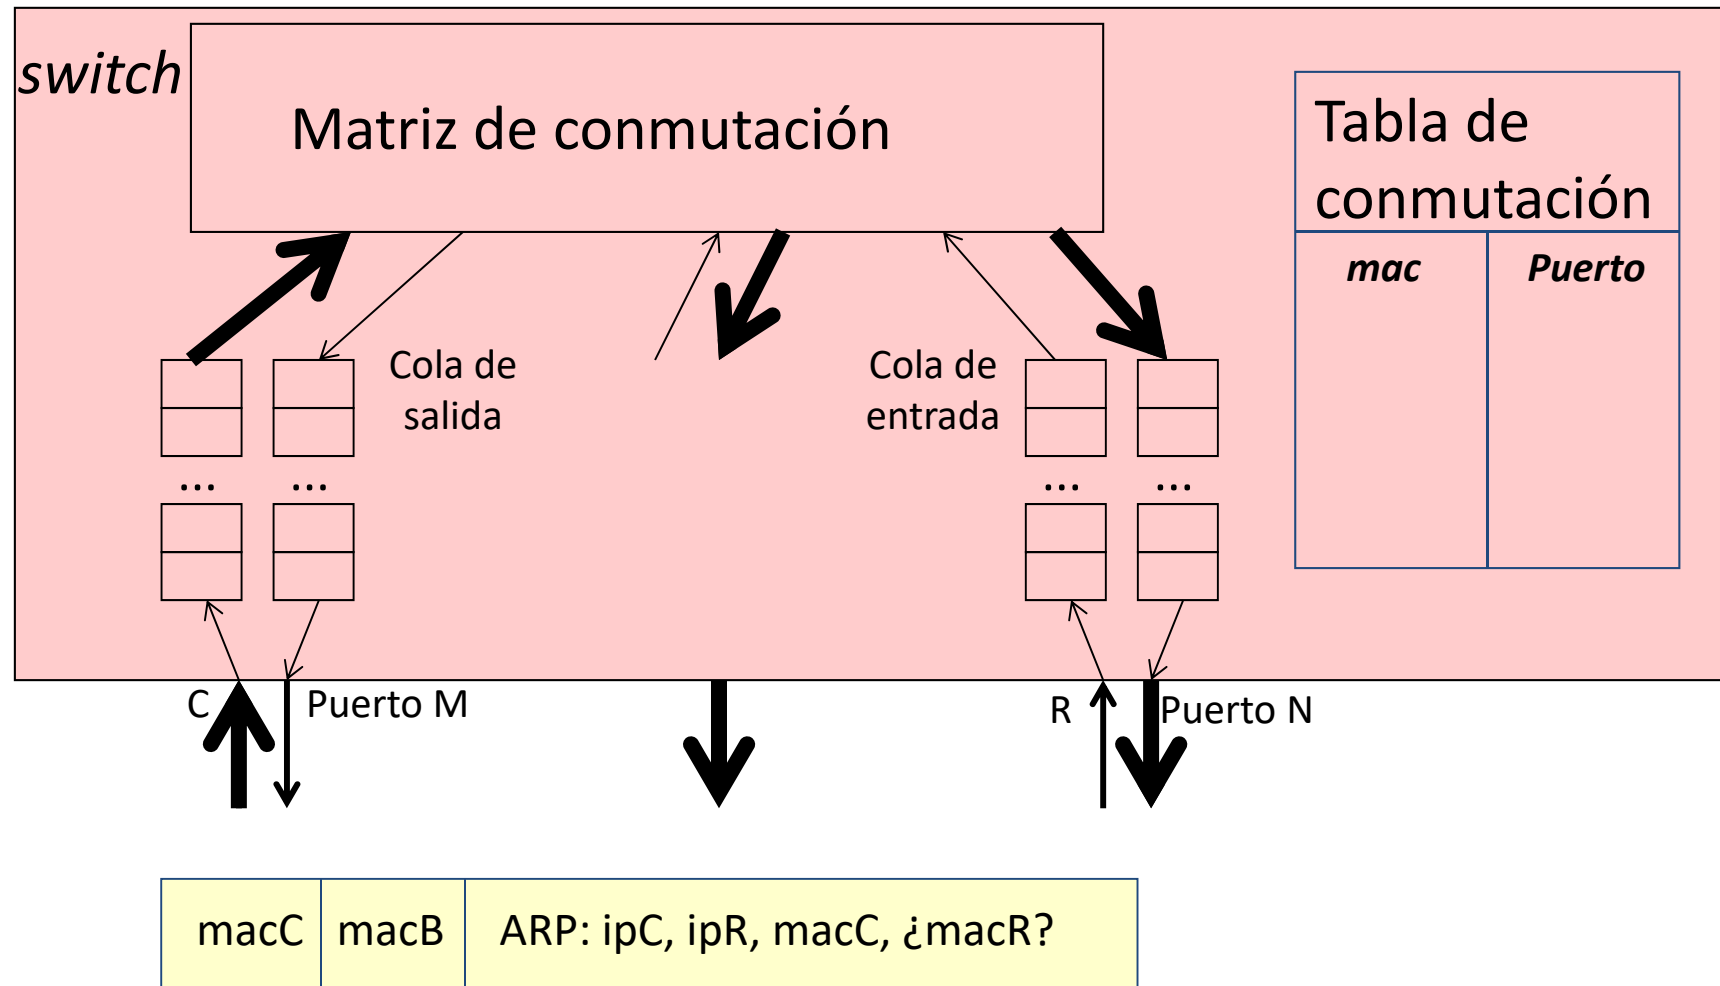 switch
Matriz de conmutación
Tabla de
conmutación
mac Puerto
Cola de
salida
Cola de
entrada
... ... ... ...
C Puerto M R Puerto N
macC macB ARP: ipC, ipR, macC, ¿macR?